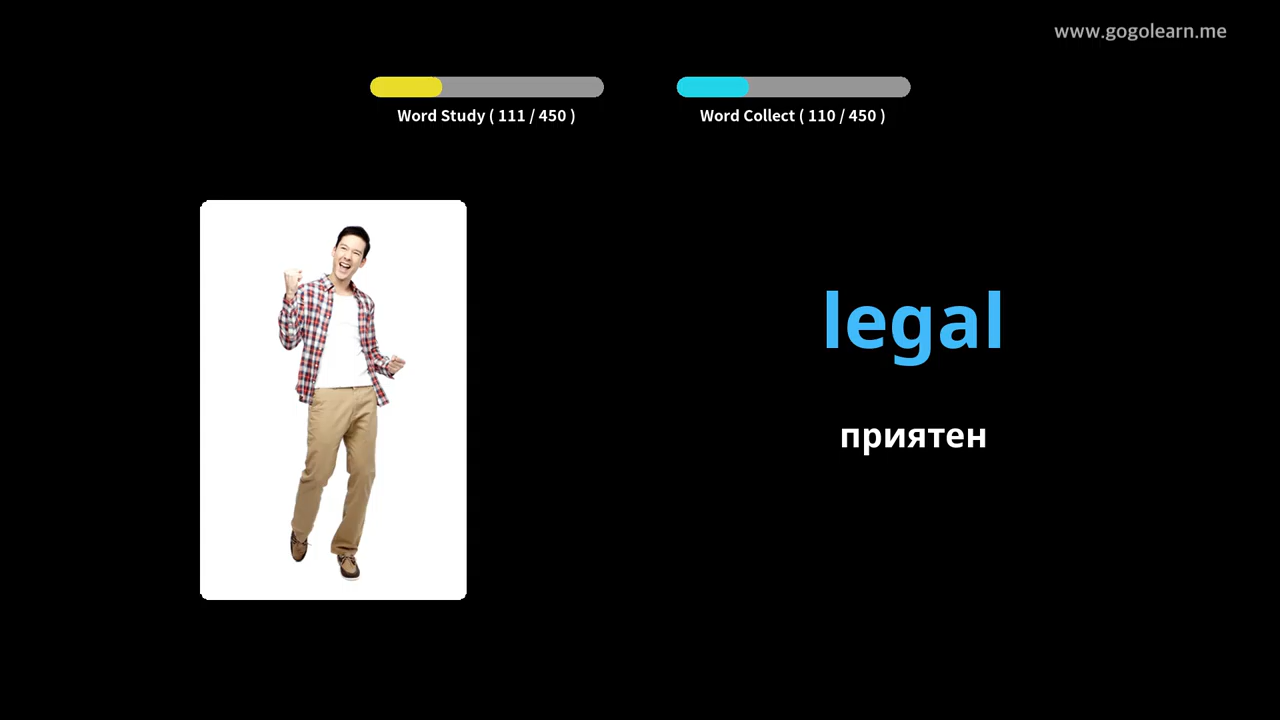 www.gogolearn.me
Word Study ( 111 / 450 )
Word Collect ( 110 / 450 )
legal
приятен